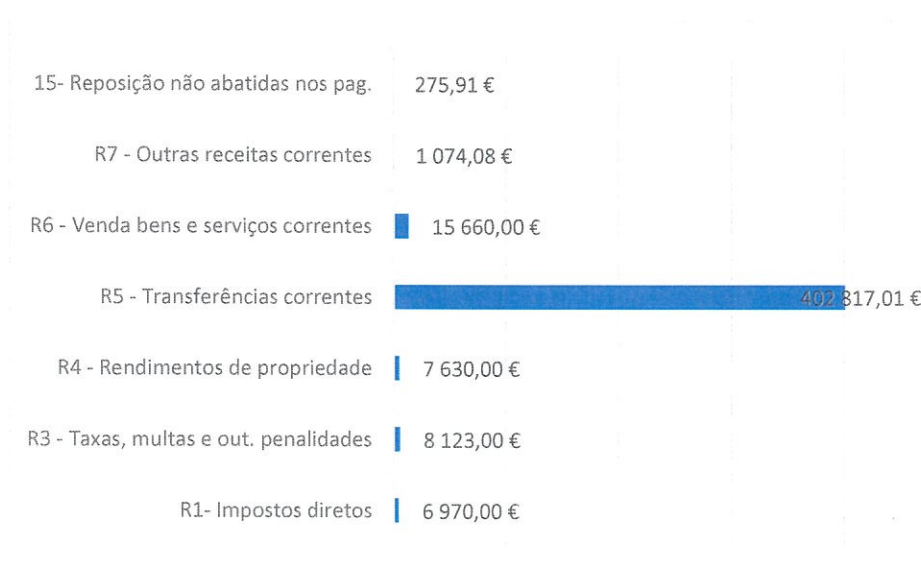 15- Reposição não abatidas nos pag. 275,91 €
R7 - Outras receitas correntes 1 074,08 €
R6 - Venda bens e serviços correntes 15 660,00 €
R5 - Transferências correntes 402 817,01 €
R4 - Rendimentos de propriedade 7 630,00 €
R3 - Taxas, multas e out. penalidades 8 123,00 €
R1- Impostos diretos 6 970,00 €